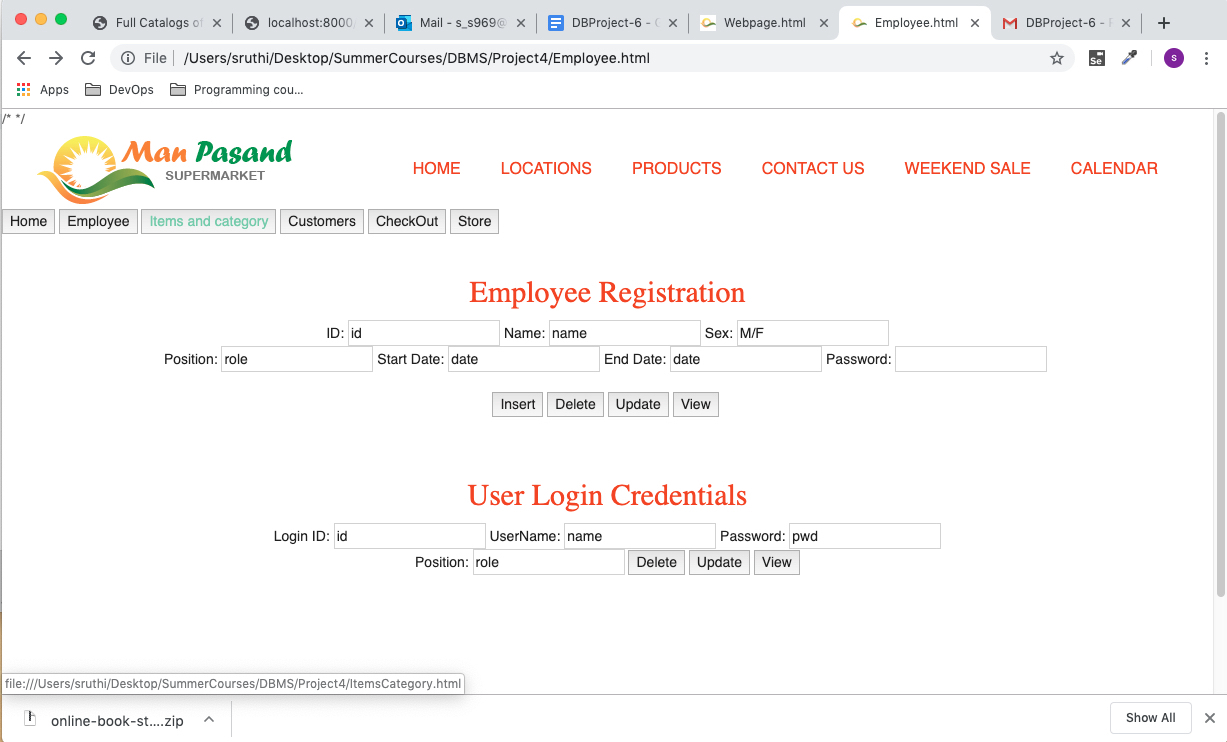 Full Catalogs of
localhost:8000
Mail - s_s969@
DBProject-6 - G
Webpage.html
Employee.html
DBProject-6 - F
File
/Users/sruthi/Desktop/SummerCourses/DBMS/Project4/Employee.html
Se
S
Apps
DevOps
Programming cou...
/* */
Man Pasand
SUPERMARKET
HOME
LOCATIONS
PRODUCTS
CONTACT US
WEEKEND SALE
CALENDAR
Home
Employee
Items and category
Customers
CheckOut
Store
Employee Registration
ID: id Name: name Sex: M/F
Position: role Start Date: date End Date: date Password:
Insert
Delete
Update
View
User Login Credentials
Login ID: id UserName: name Password: pwd
Position: role Delete Update View
file:///Users/sruthi/Desktop/SummerCourses/DBMS/Project4/ItemsCategory.html
online-book-st....zip
Show All